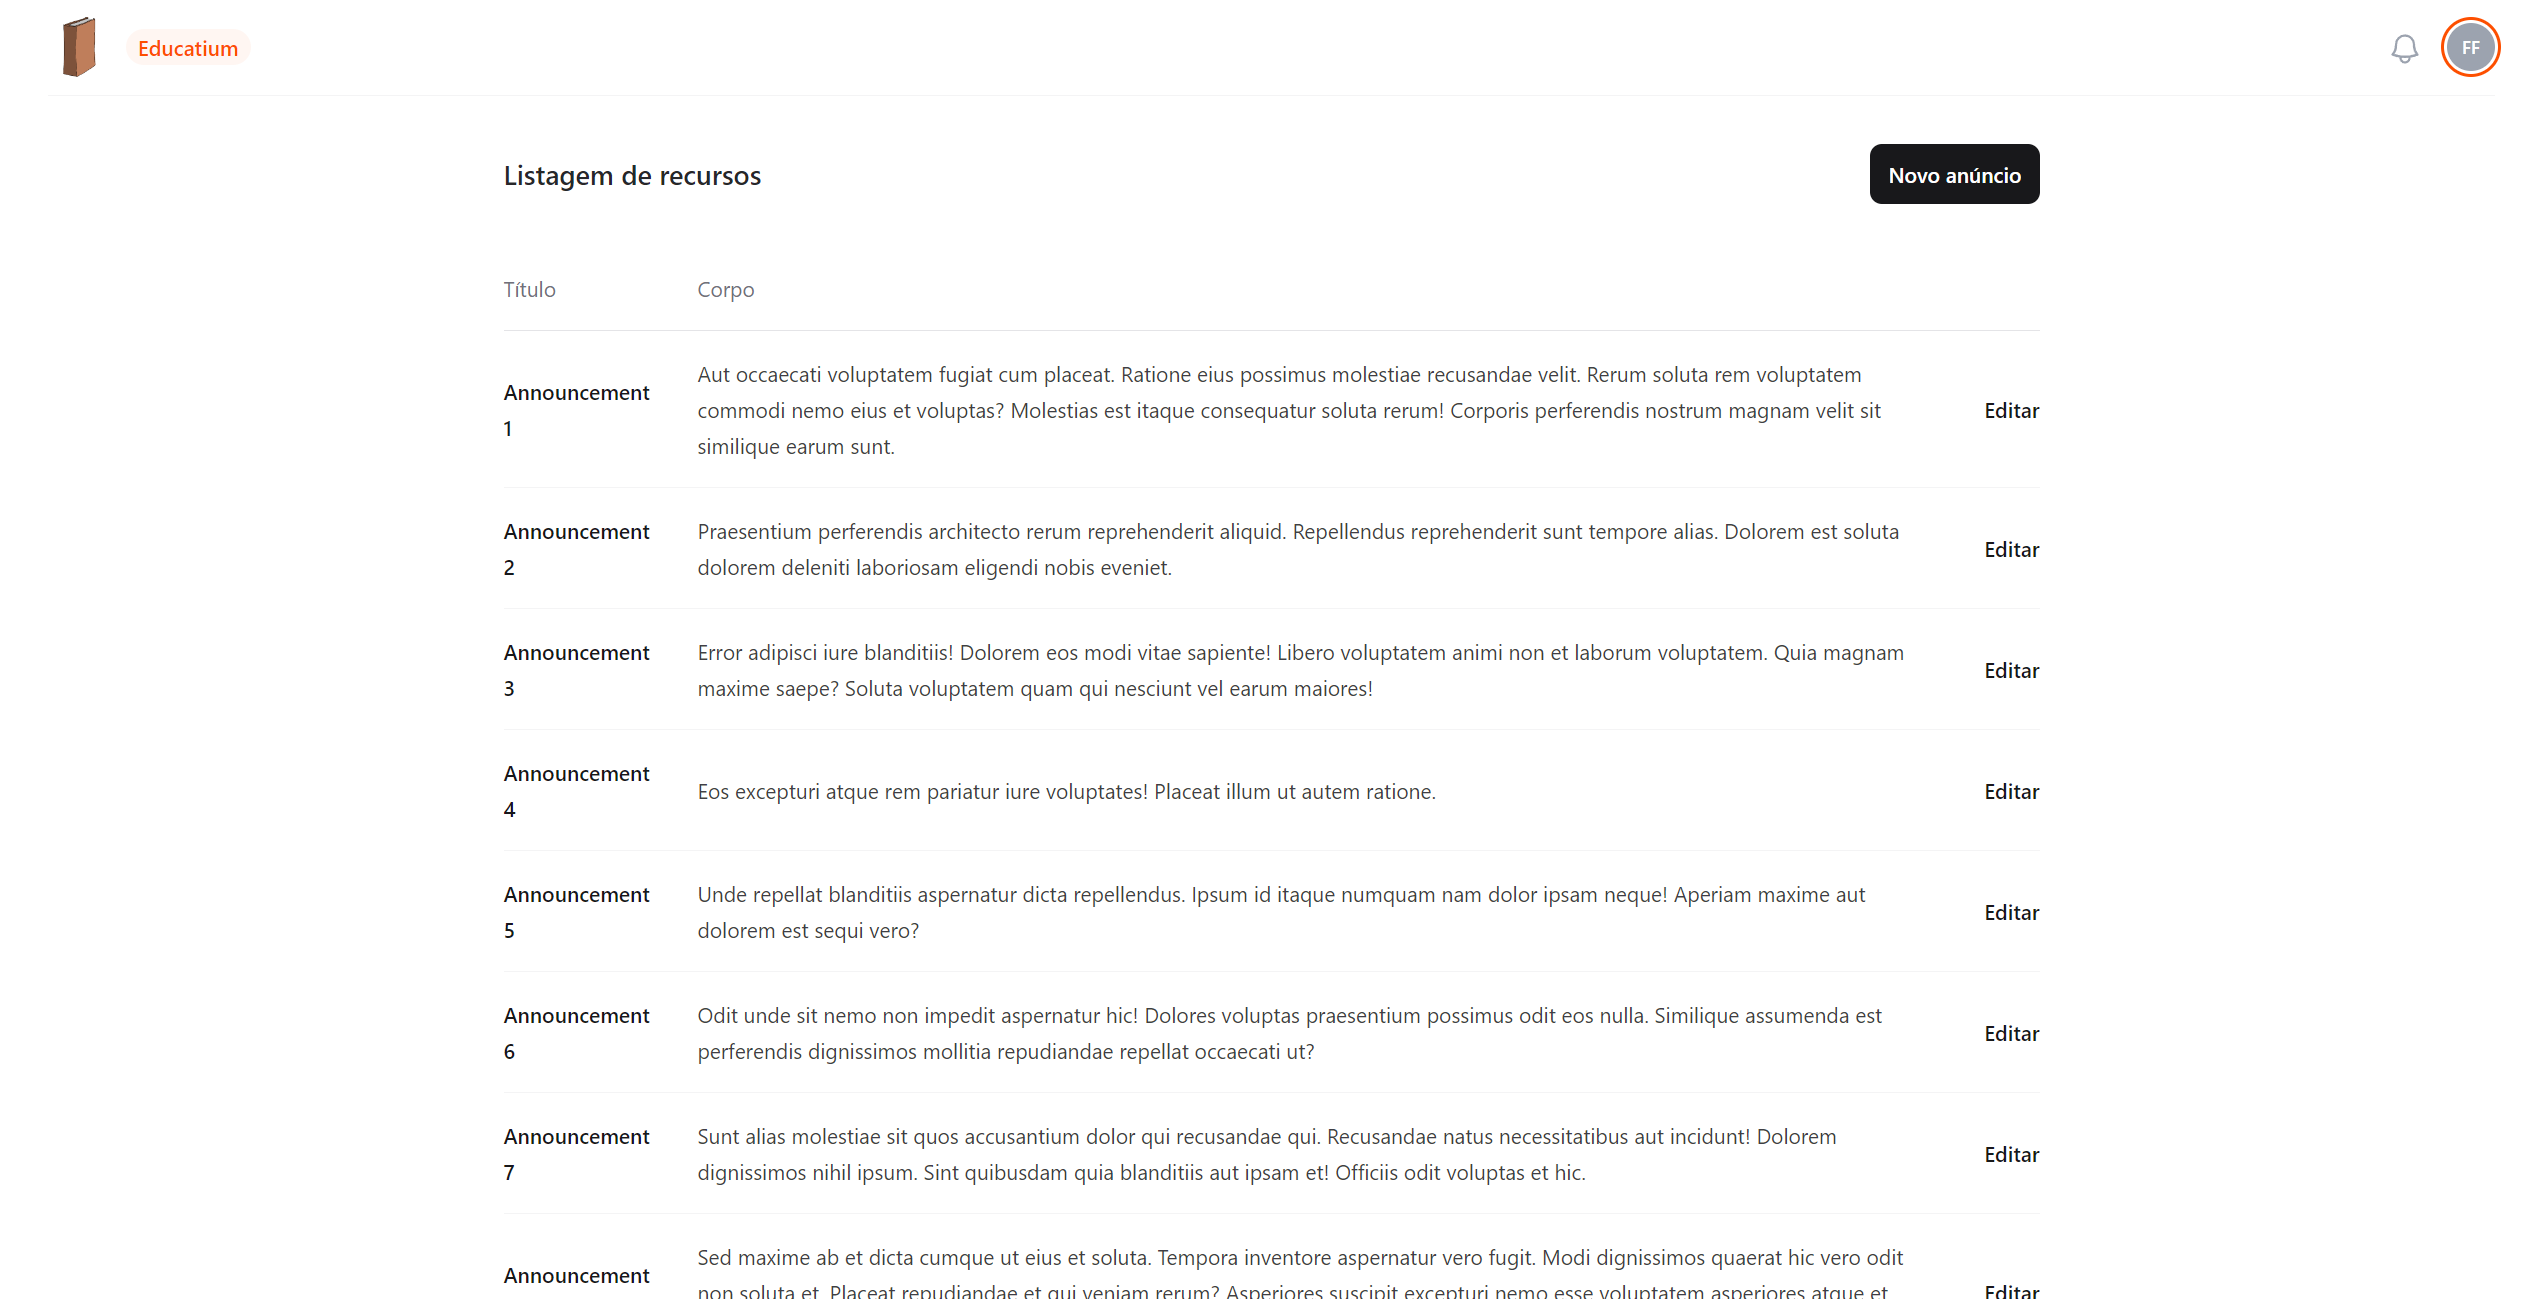 Educatium
FF
Listagem de recursos
Novo anúncio
Título
Corpo
Announcement
1
Aut occaecati voluptatem fugiat cum placeat. Ratione eius possimus molestiae recusandae velit. Rerum soluta rem voluptatem
commodi nemo eius et voluptas? Molestias est itaque consequatur soluta rerum! Corporis perferendis nostrum magnam velit sit
similique earum sunt.
Editar
Announcement
2
Praesentium perferendis architecto rerum reprehenderit aliquid. Repellendus reprehenderit sunt tempore alias. Dolorem est soluta
dolorem deleniti laboriosam eligendi nobis eveniet.
Editar
Announcement
3
Error adipisci iure blanditiis! Dolorem eos modi vitae sapiente! Libero voluptatem animi non et laborum voluptatem. Quia magnam
maxime saepe? Soluta voluptatem quam qui nesciunt vel earum maiores!
Editar
Announcement
4
Eos excepturi atque rem pariatur iure voluptates! Placeat illum ut autem ratione.
Editar
Announcement
5
Unde repellat blanditiis aspernatur dicta repellendus. Ipsum id itaque numquam nam dolor ipsam neque! Aperiam maxime aut
dolorem est sequi vero?
Editar
Announcement
6
Odit unde sit nemo non impedit aspernatur hic! Dolores voluptas praesentium possimus odit eos nulla. Similique assumenda est
perferendis dignissimos mollitia repudiandae repellat occaecati ut?
Editar
Announcement
7
Sunt alias molestiae sit quos accusantium dolor qui recusandae qui. Recusandae natus necessitatibus aut incidunt! Dolorem
dignissimos nihil ipsum. Sint quibusdam quia blanditiis aut ipsam et! Officiis odit voluptas et hic.
Editar
Announcement
Sed maxime ab et dicta cumque ut eius et soluta. Tempora inventore aspernatur vero fugit. Modi dignissimos quaerat hic vero odit
non soluta et. Placeat repudiandae et qui veniam rerum? Asperiores suscipit excepturi nemo esse voluptatem asperiores atque et
Editar